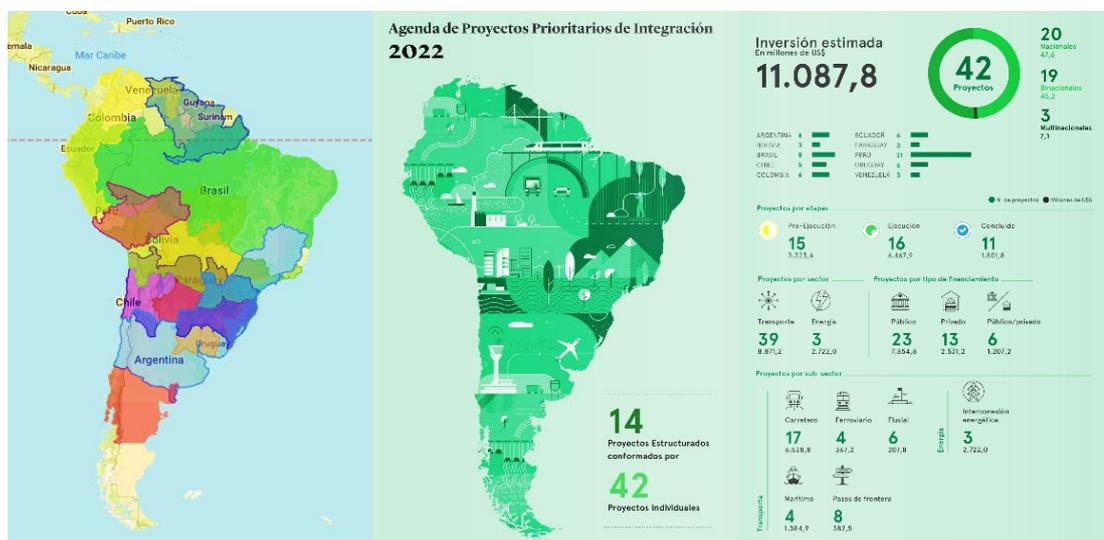 Cuba
Puerto Rico
emala
Mar Caribe
Nicaragua
Venezuela
Guyana
Surinam
Colombia
Ecuador
Brasil
Perú
Bolivia
Paraguay
Chile
Uruguay
Argentina
Agenda de Proyectos Prioritarios de Integración
2022
14
Proyectos Estructurados
conformados por
42
Proyectos Individuales
Inversión estimada
En millones de US$
11.087,8
42
Proyectos
20
Nacionales
47,6
19
Binacionales
45,2
3
Multinacionales
7,1
ARGENTINA 6
BOLIVIA 3
BRASIL 8
CHILE 5
COLOMBIA 6
ECUADOR 6
PARAGUAY 3
PERÚ 21
URUGUAY 6
VENEZUELA 3
N. de proyectos
Millones de US$
Proyectos por etapas
Pre-Ejecución
15
3.323,6
Ejecución
16
6.467,9
Concluido
11
1.801,8
Proyectos por sector
Transporte
39
8.871,2
Energía
3
2.722,0
Proyectos por tipo de financiamiento
Público
23
7.854,8
Privado
13
2.531,2
Público/privado
6
1.207,2
Proyectos por sub sector
Transporte
Carretero
17
6.528,8
Ferroviario
4
367,2
Fluvial
6
207,8
Marítimo
4
1.384,9
Pasos de frontera
8
382,5
Energía
Interconexión
energética
3
2.722,0